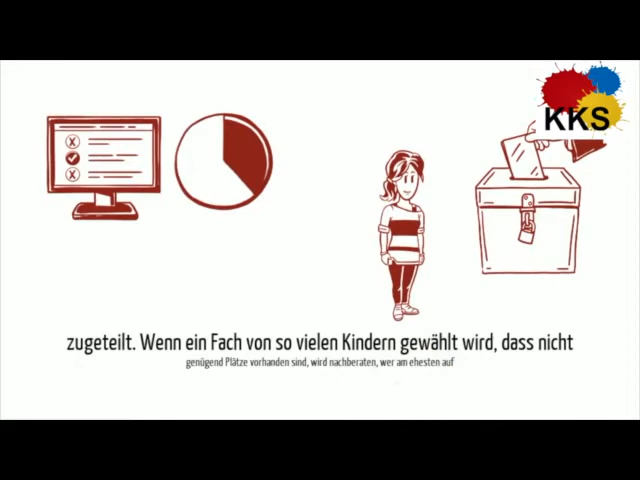 KKS
zugeteilt. Wenn ein Fach von so vielen Kindern gewählt wird, dass nicht
genügend Plätze vorhanden sind, wird nachberaten, wer am ehesten auf